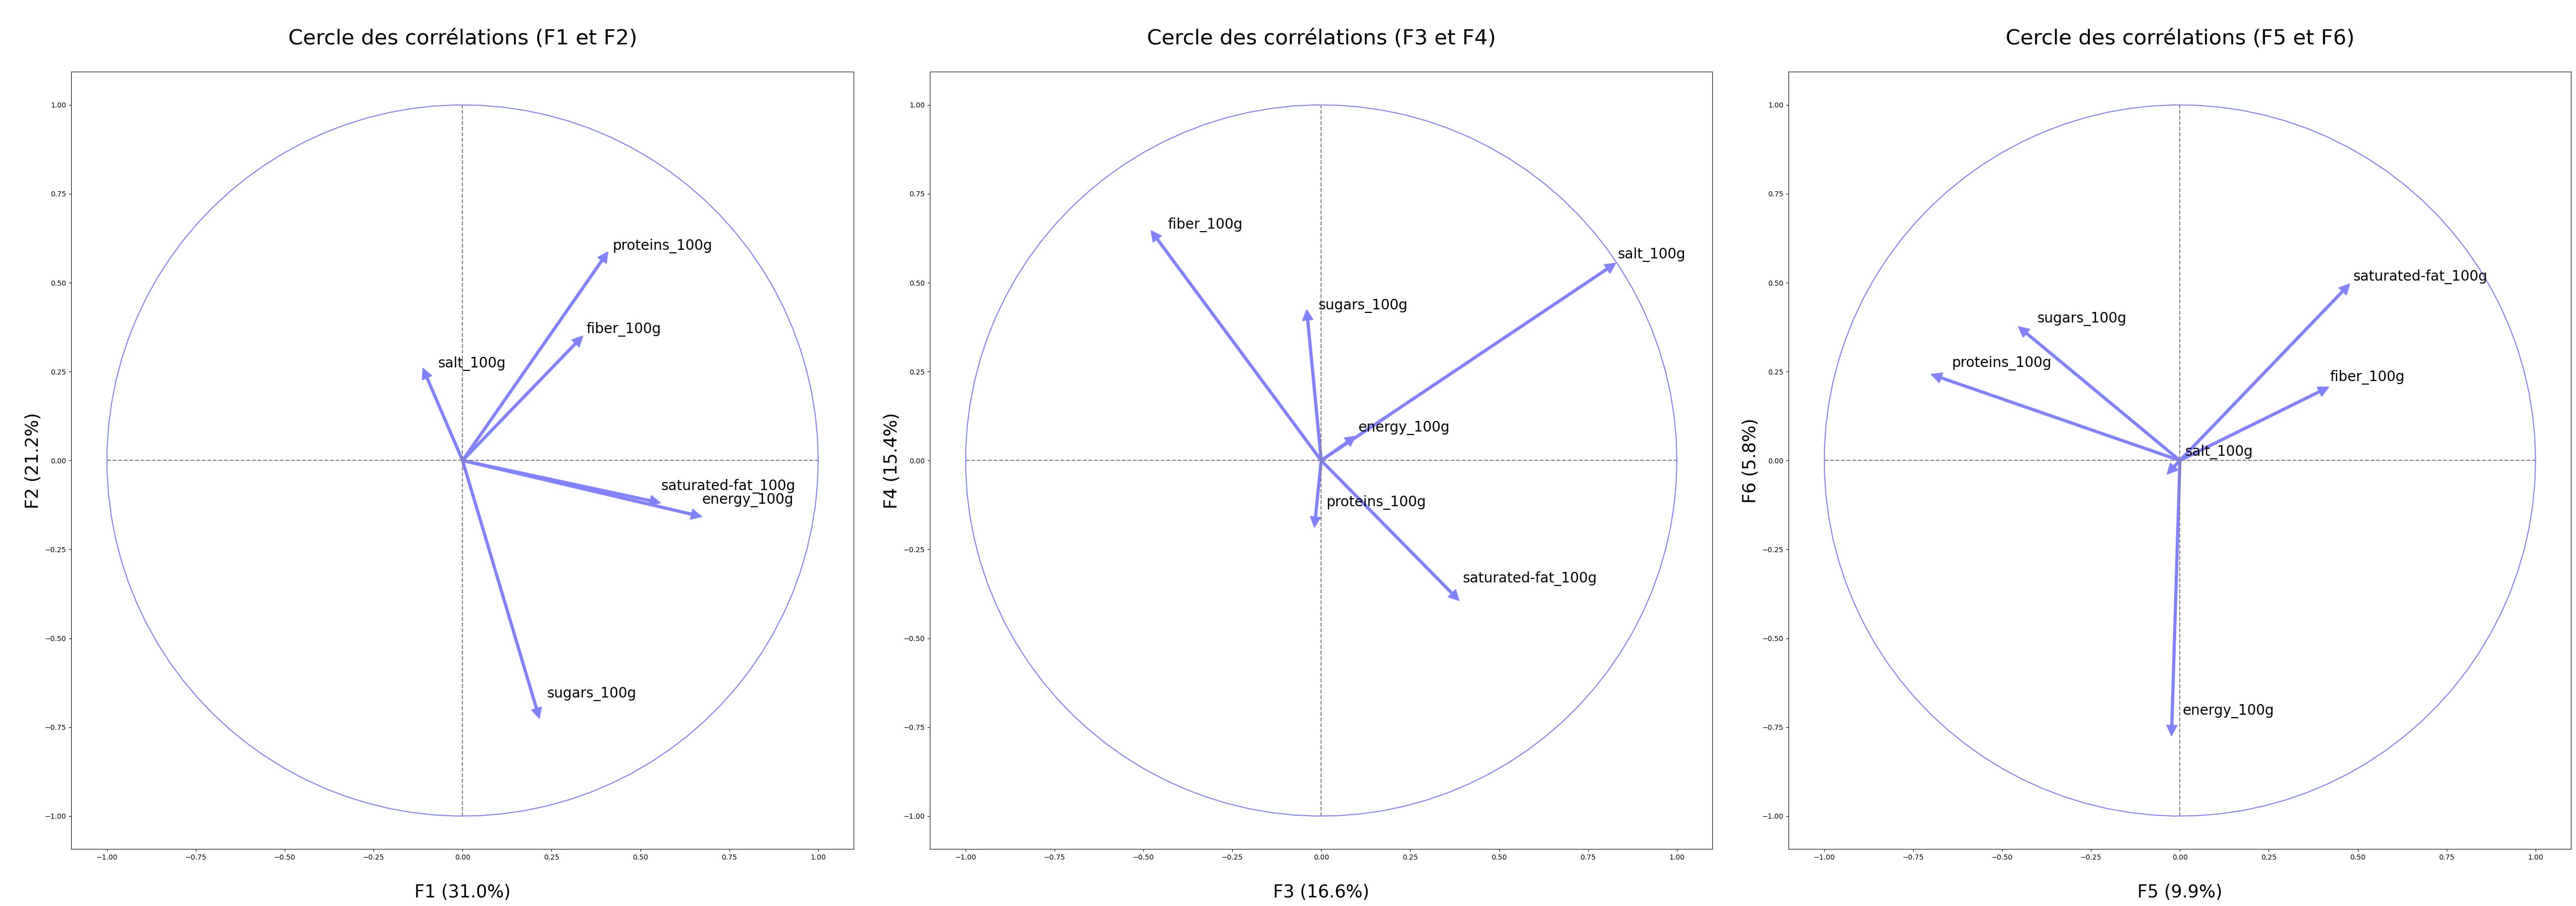 Cercle des corrélations (F1 et F2)
1.00
0.75
0.50
0.25
0.00
−0.25
−0.50
−0.75
−1.00
F2 (21.2%)
proteins_100g
fiber_100g
salt_100g
saturated-fat_100g
energy_100g
sugars_100g
−1.00 −0.75 −0.50 −0.25 0.00 0.25 0.50 0.75 1.00
F1 (31.0%)
Cercle des corrélations (F3 et F4)
1.00
0.75
0.50
0.25
0.00
−0.25
−0.50
−0.75
−1.00
F4 (15.4%)
fiber_100g
salt_100g
sugars_100g
energy_100g
proteins_100g
saturated-fat_100g
−1.00 −0.75 −0.50 −0.25 0.00 0.25 0.50 0.75 1.00
F3 (16.6%)
Cercle des corrélations (F5 et F6)
1.00
0.75
0.50
0.25
0.00
−0.25
−0.50
−0.75
−1.00
F6 (5.8%)
saturated-fat_100g
sugars_100g
proteins_100g
fiber_100g
salt_100g
energy_100g
−1.00 −0.75 −0.50 −0.25 0.00 0.25 0.50 0.75 1.00
F5 (9.9%)